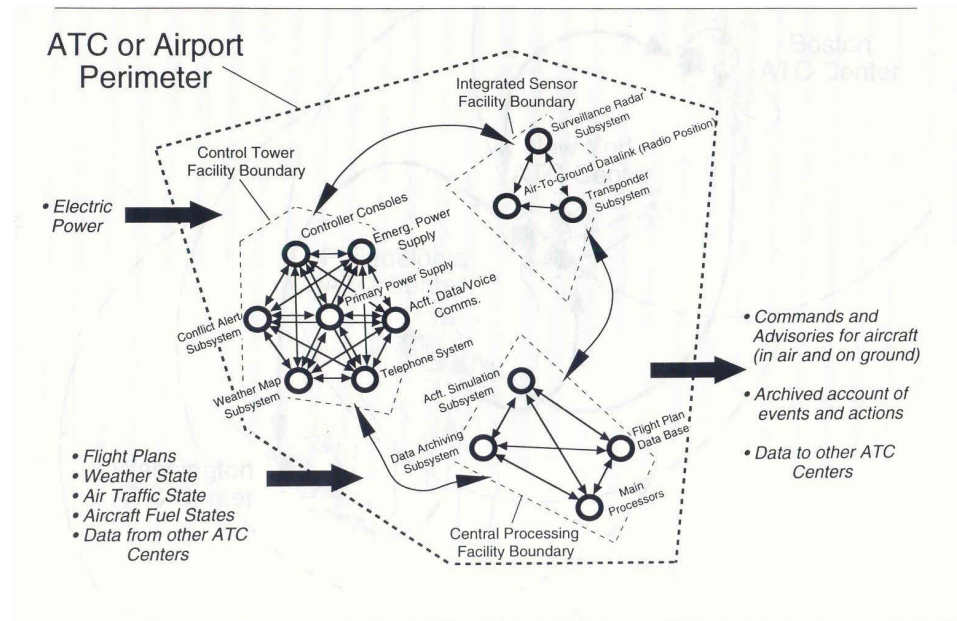 ATC or Airport
Perimeter
Integrated Sensor
Facility Boundary
Surveillance Radar
Subsystem
Air-To-Ground Datalink (Radio Position)
Transponder
Subsystem
Control Tower
Facility Boundary
• Electric
Power
Controller Consoles
Emerg. Power
Supply
Primary Power Supply
Acft. Data/Voice
Comms.
Conflict Alert
Subsystem
Weather Map
Subsystem
Telephone System
Acft. Simulation
Subsystem
Flight Plan
Data Base
Data Archiving
Subsystem
Main
Processors
Central Processing
Facility Boundary
• Flight Plans
• Weather State
• Air Traffic State
• Aircraft Fuel States
• Data from other ATC
Centers
• Commands and
Advisories for aircraft
(in air and on ground)
• Archived account of
events and actions
• Data to other ATC
Centers
Boston
ATC Center